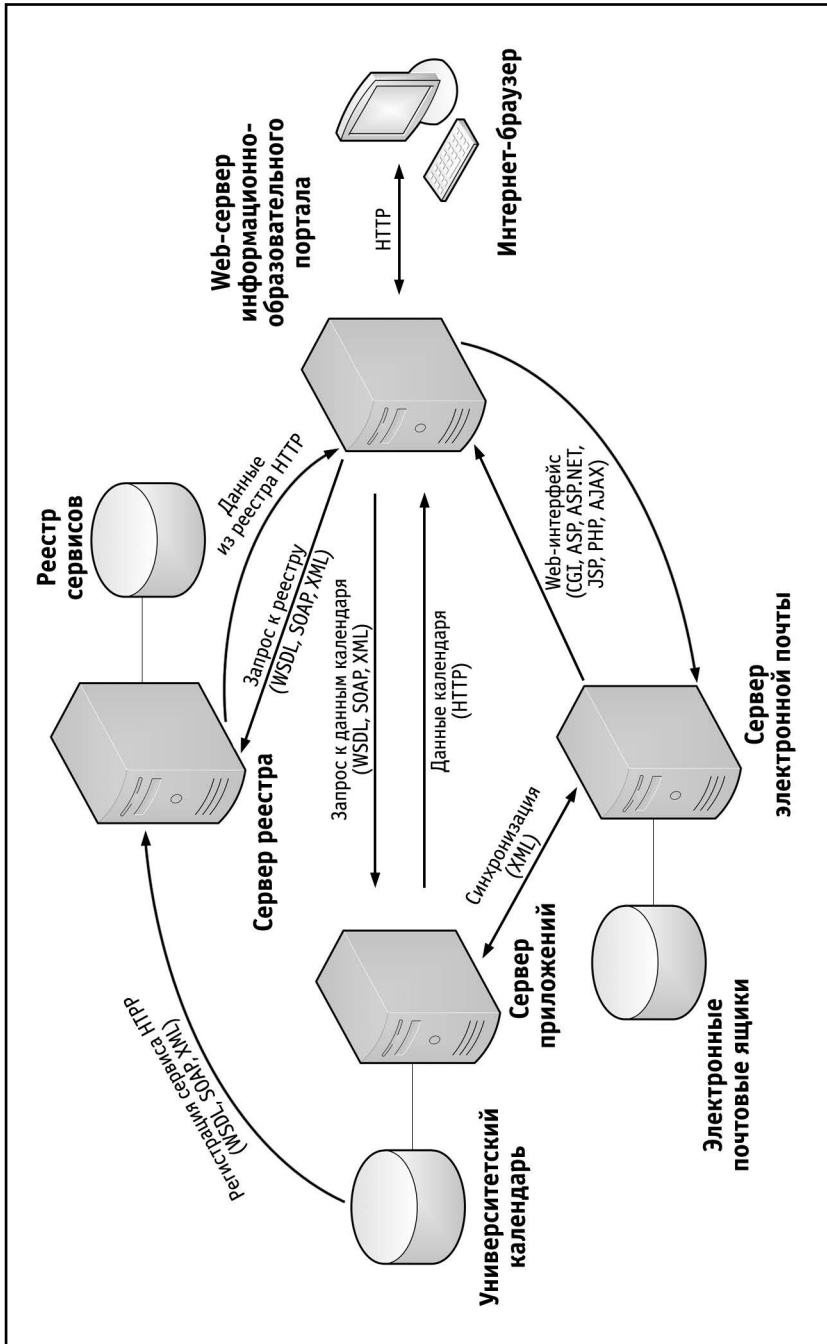 Реестр
сервисов
Web-сервер
информационно-
образовательного
портала
Регистрация сервиса HTPP
(WSDL, SOAP, XML)
Данные
из реестра HTTP
Запрос к реестру
(WSDL, SOAP, XML)
Сервер реестра
HTTP
Интернет-браузер
Запрос к данным календаря
(WSDL, SOAP, XML)
Данные календаря
(HTTP)
Университетский
календарь
Сервер
приложений
Синхронизация
(XML)
Web-интерфейс
(CGI, ASP, ASP.NET,
JSP, PHP, AJAX)
Электронные
почтовые ящики
Сервер
электронной почты